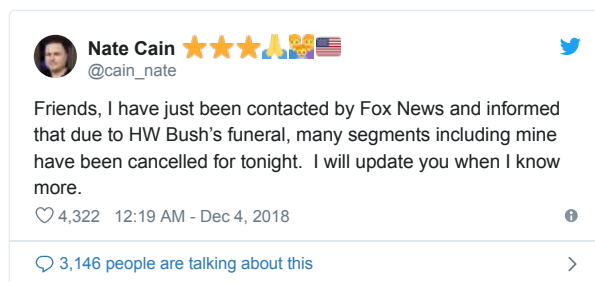 Nate Cain ⭐⭐⭐🙏👨‍👩‍👧‍👦🇺🇸
@cain_nate
Friends, I have just been contacted by Fox News and informed
that due to HW Bush's funeral, many segments including mine
have been cancelled for tonight.  I will update you when I know
more.
4,322 12:19 AM - Dec 4, 2018
3,146 people are talking about this